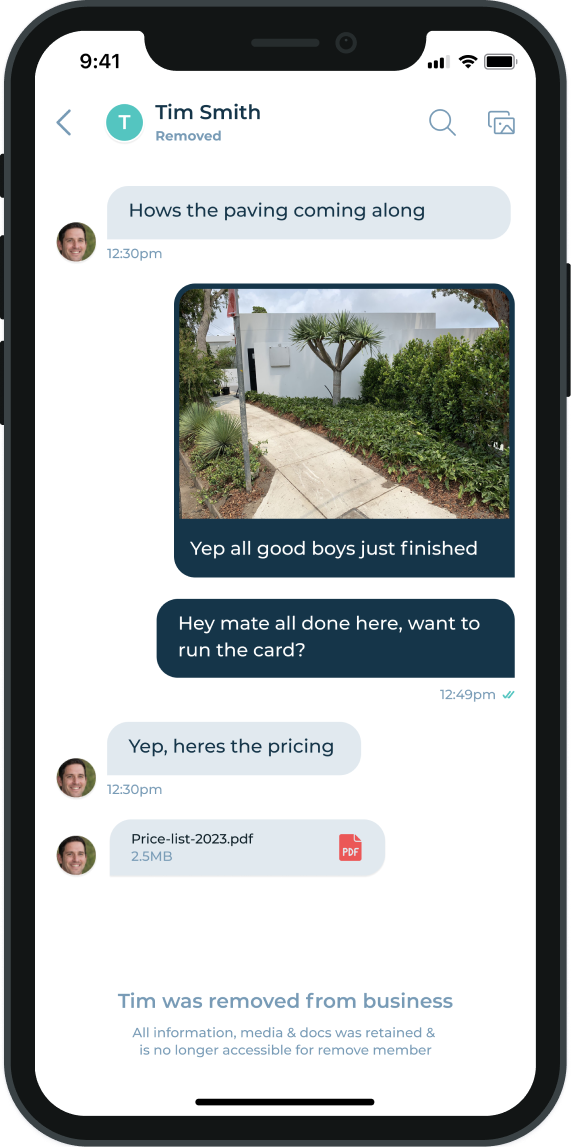 9:41
T
Tim Smith
Removed
Hows the paving coming along
12:30pm
Yep all good boys just finished
Hey mate all done here, want to
run the card?
12:49pm
Yep, heres the pricing
12:30pm
Price-list-2023.pdf
2.5MB
PDF
Tim was removed from business
All information, media & docs was retained &
is no longer accessible for remove member